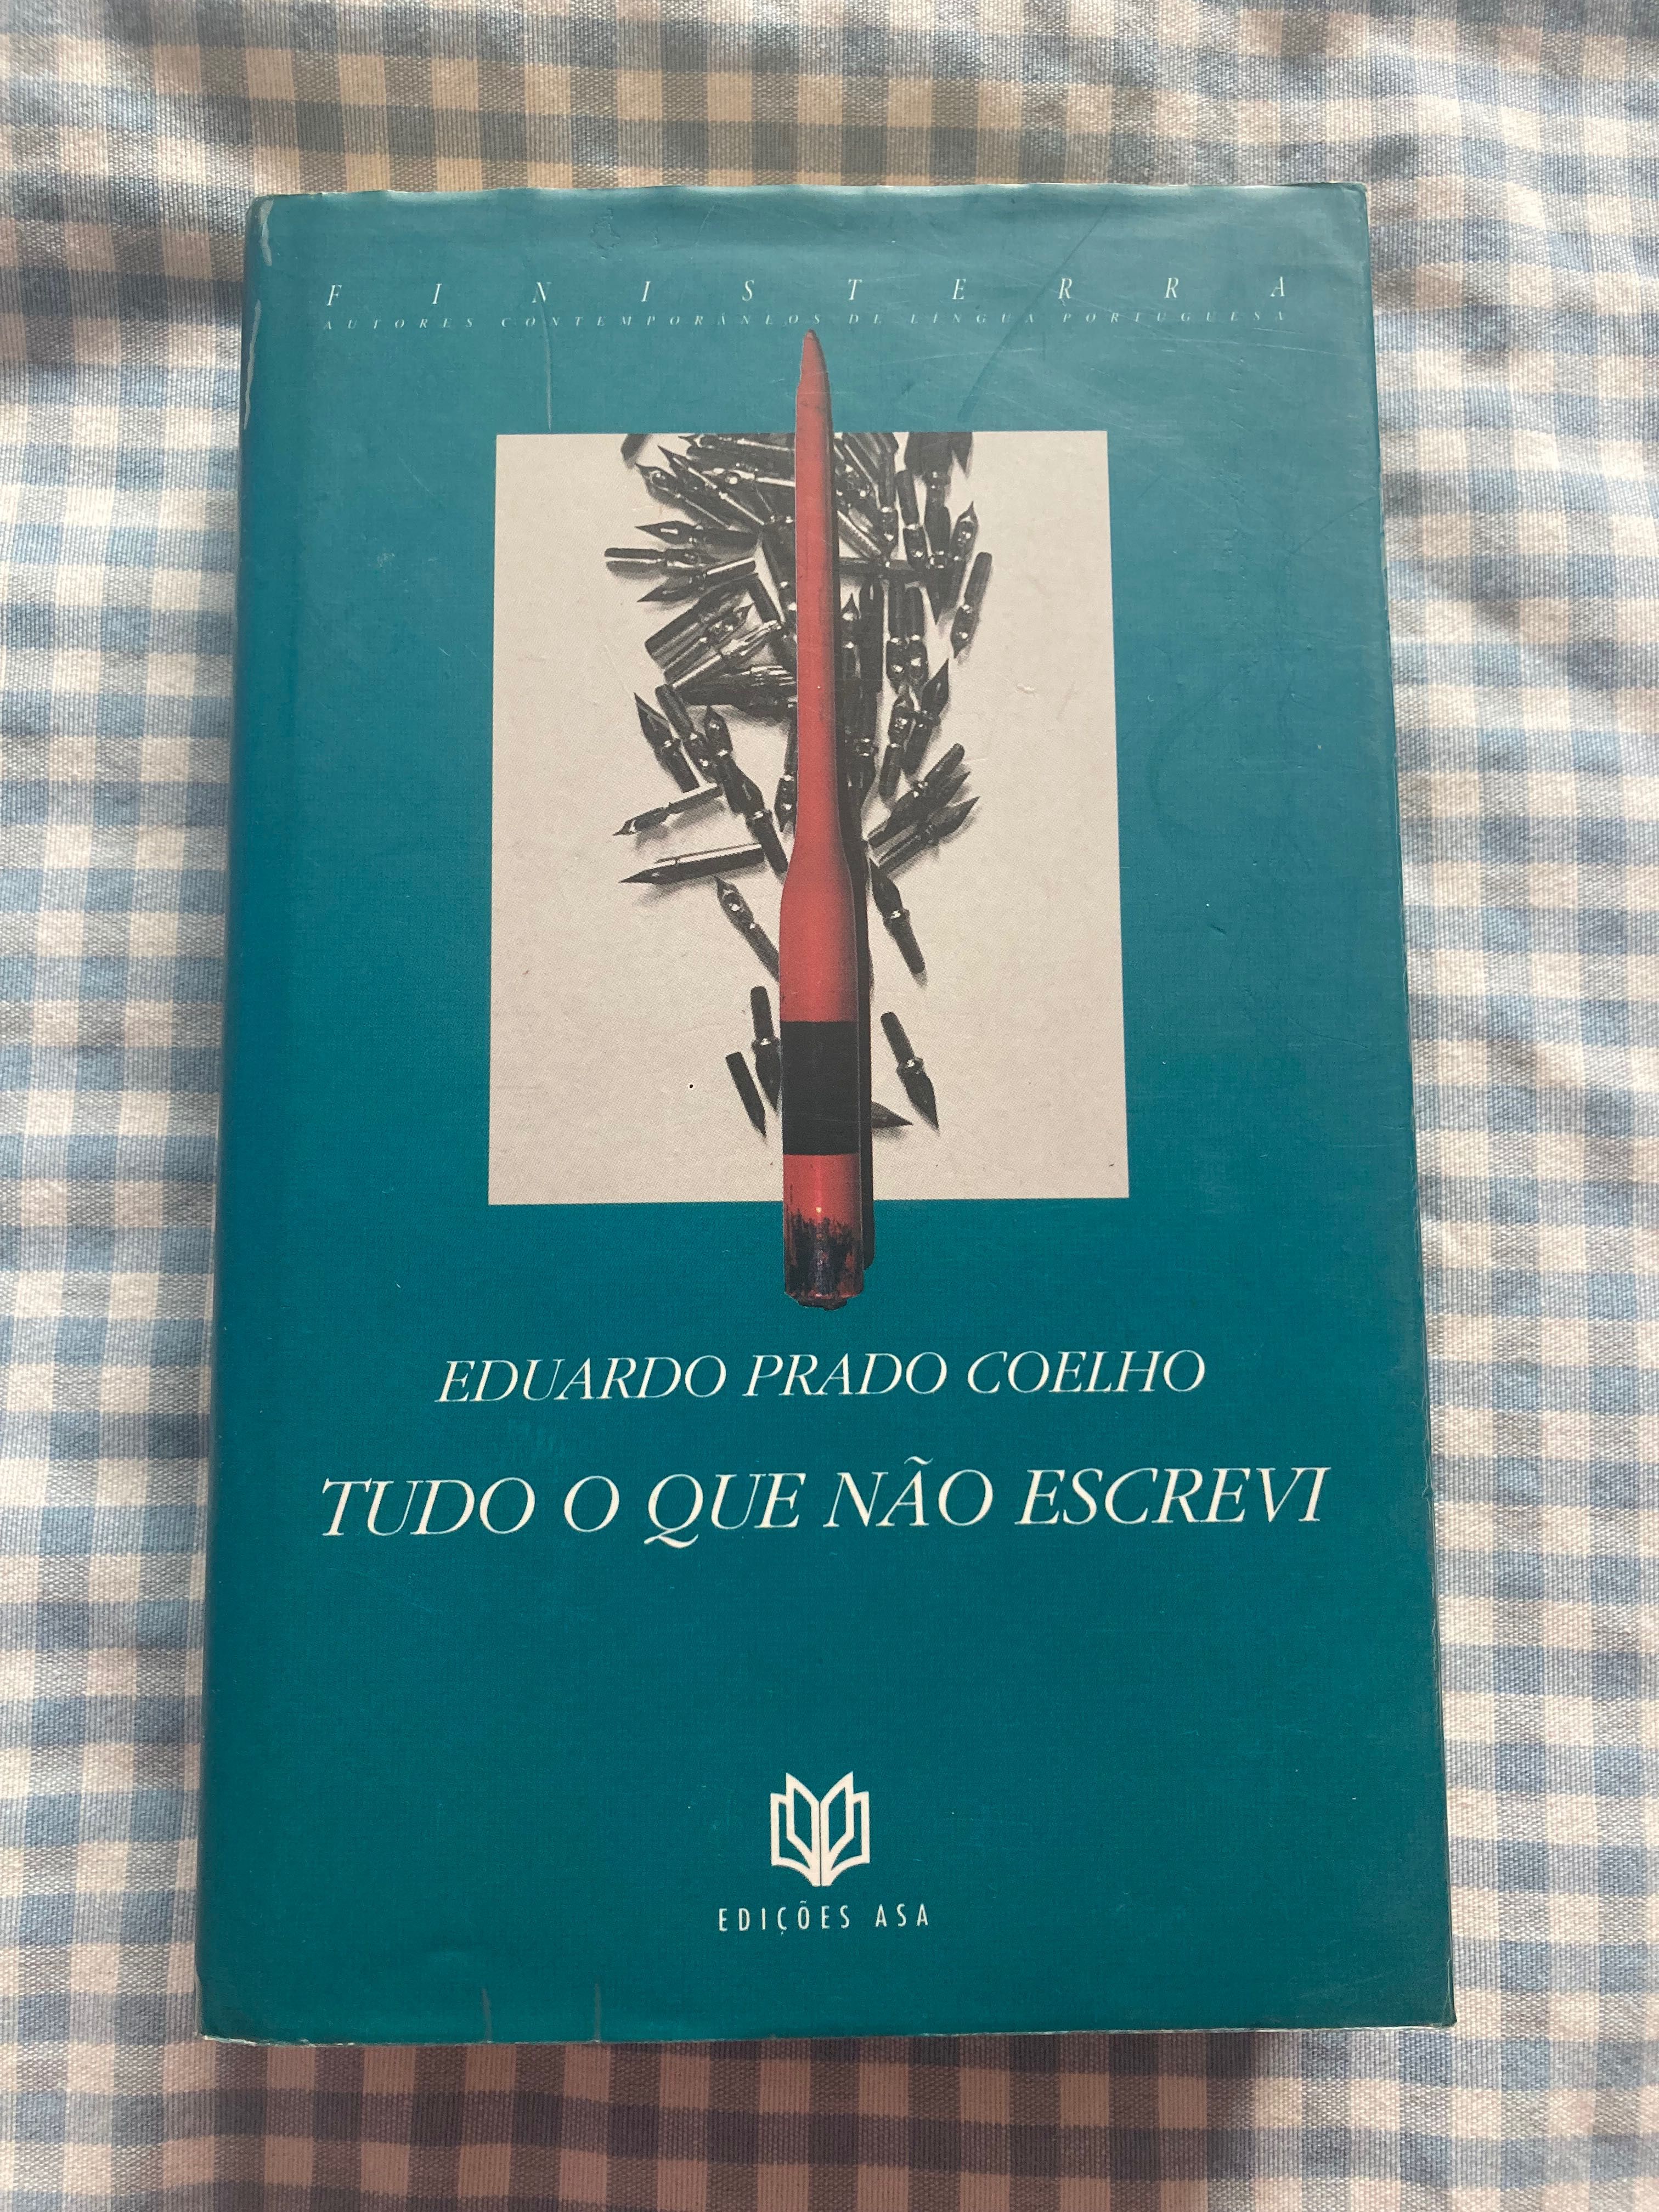 FINISTERRA
AUTORES CONTEMPORÂNEOS DE LÍNGUA PORTUGUESA
EDUARDO PRADO COELHO
TUDO O QUE NÃO ESCREVI
EDIÇÕES ASA